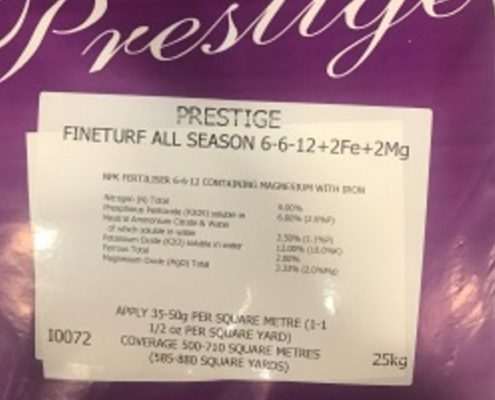 Prestige
PRESTIGE
FINETURF ALL SEASON 6-6-12+2Fe+2Mg
NPK FERTILISER 6-6-12 CONTAINING MAGNESIUM WITH IRON
Nitrogen (N) Total 6.00%
Phosphorus Pentoxide (P2O5) soluble in
Neutral Ammonium Citrate & Water 6.00% (2.6%P)
of which soluble in water 2.50% (1.1%P)
Potassium Oxide (K2O) soluble in water 12.00% (10.0%K)
Ferrous Total 2.00%
Magnesium Oxide (MgO) Total 3.33% (2.0%Mg)
APPLY 35-50g PER SQUARE METRE (1-1
1/2 oz PER SQUARE YARD)
COVERAGE 500-710 SQUARE METRES
(585-880 SQUARE YARDS)
I0072
25kg